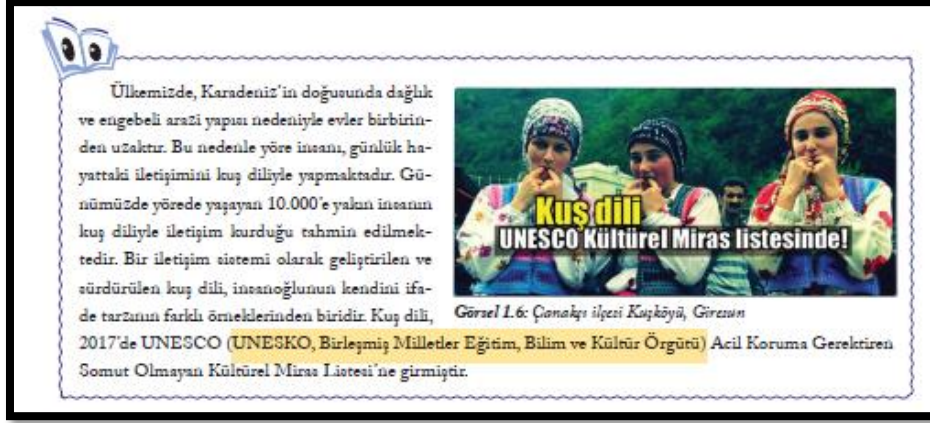 Ülkemizde, Karadeniz'in doğusunda dağlık
ve engebeli arazi yapısı nedeniyle evler birbirin-
den uzaktır. Bu nedenle yöre insanı, günlük ha-
yattaki iletişimini kuş diliyle yapmaktadır. Gü-
nümüzde yörede yaşayan 10.000'e yakın insanın
kuş diliyle iletişim kurduğu tahmin edilmek-
tedir. Bir iletişim sistemi olarak geliştirilen ve
sürdürülen kuş dili, insanoğlunun kendini ifa-
de tarzının farklı örneklerinden biridir. Kuş dili,
2017'de UNESCO (UNESKO, Birleşmiş Milletler Eğitim, Bilim ve Kültür Örgütü) Acil Koruma Gerektiren
Somut Olmayan Kültürel Miras Listesi'ne girmiştir.
Kuş dili
UNESCO Kültürel Miras listesinde!
Görsel 1.6: Çanakçı ilçesi Kuşköyü, Giresun